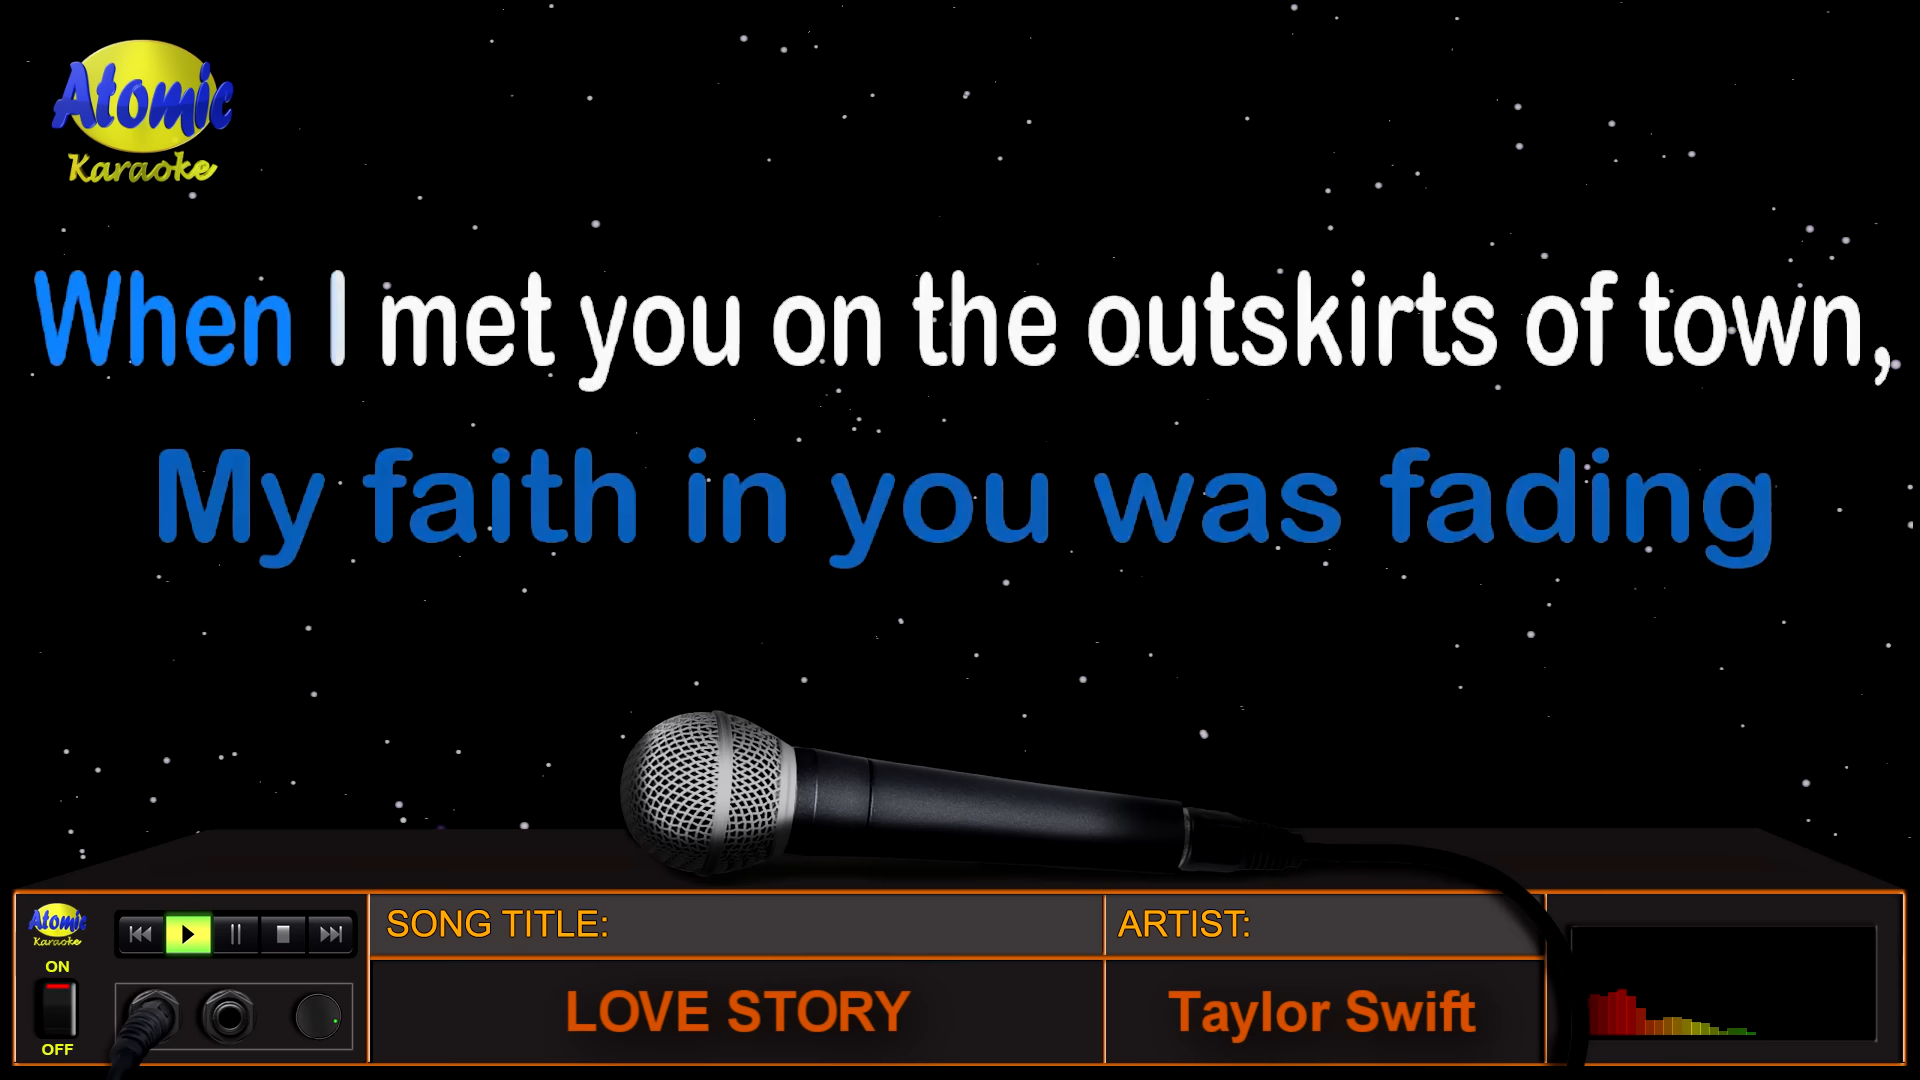 Atomic
Karaoke
When I met you on the outskirts of town,
My faith in you was fading
Atomic
Karaoke
ON
OFF
SONG TITLE:
LOVE STORY
ARTIST:
Taylor Swift